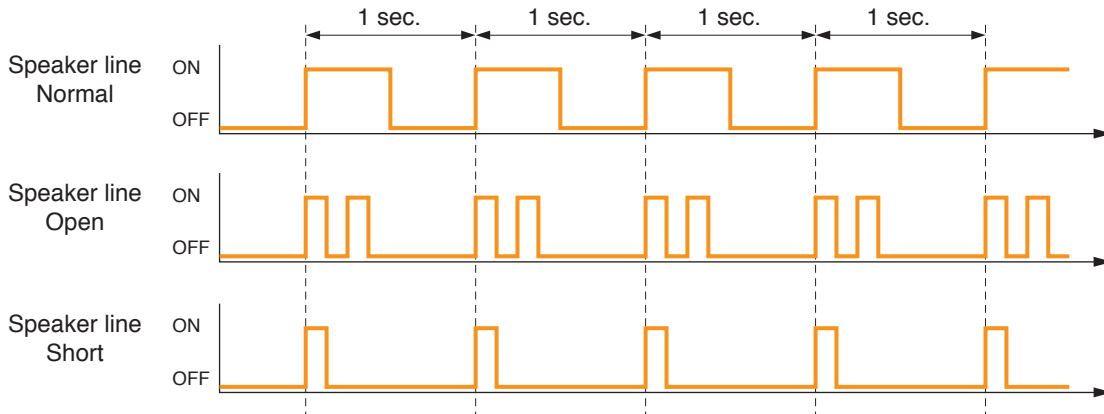 1 sec. 1 sec. 1 sec. 1 sec.
Speaker line
Normal
ON
OFF
Speaker line
Open
ON
OFF
Speaker line
Short
ON
OFF